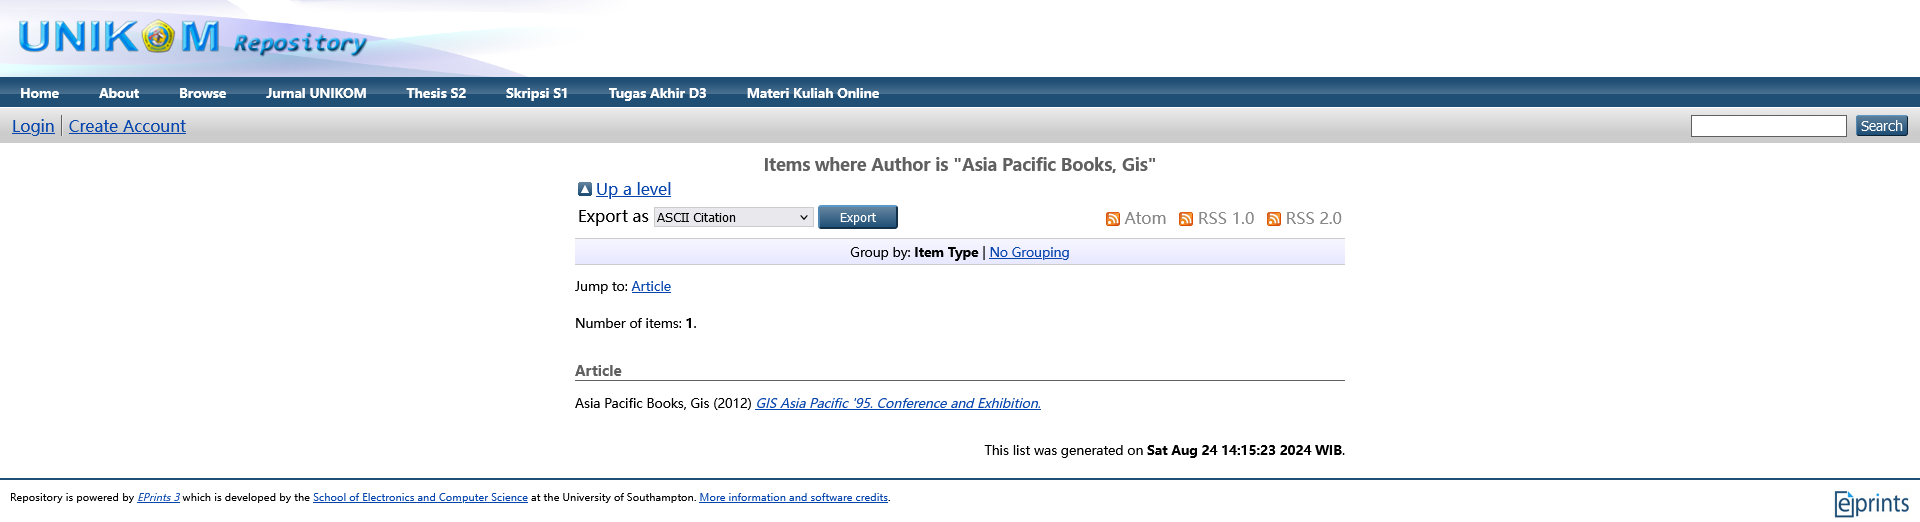 UNIKOM Repository
Home About Browse Jurnal UNIKOM Thesis S2 Skripsi S1 Tugas Akhir D3 Materi Kuliah Online
Login Create Account Search
Items where Author is "Asia Pacific Books, Gis"
Up a level
Export as ASCII Citation Export Atom RSS 1.0 RSS 2.0
Group by: Item Type | No Grouping
Jump to: Article
Number of items: 1.
Article
Asia Pacific Books, Gis (2012) GIS Asia Pacific '95. Conference and Exhibition.
This list was generated on Sat Aug 24 14:15:23 2024 WIB.
Repository is powered by EPrints 3 which is developed by the School of Electronics and Computer Science at the University of Southampton. More information and software credits.
eprints